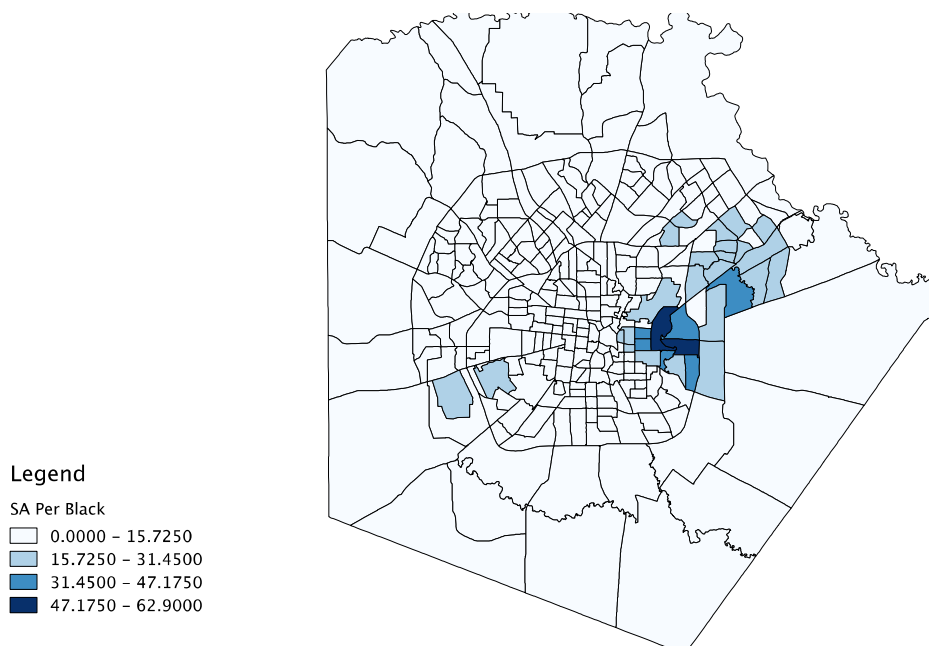 Legend
SA Per Black
0.0000 – 15.7250
15.7250 – 31.4500
31.4500 – 47.1750
47.1750 – 62.9000